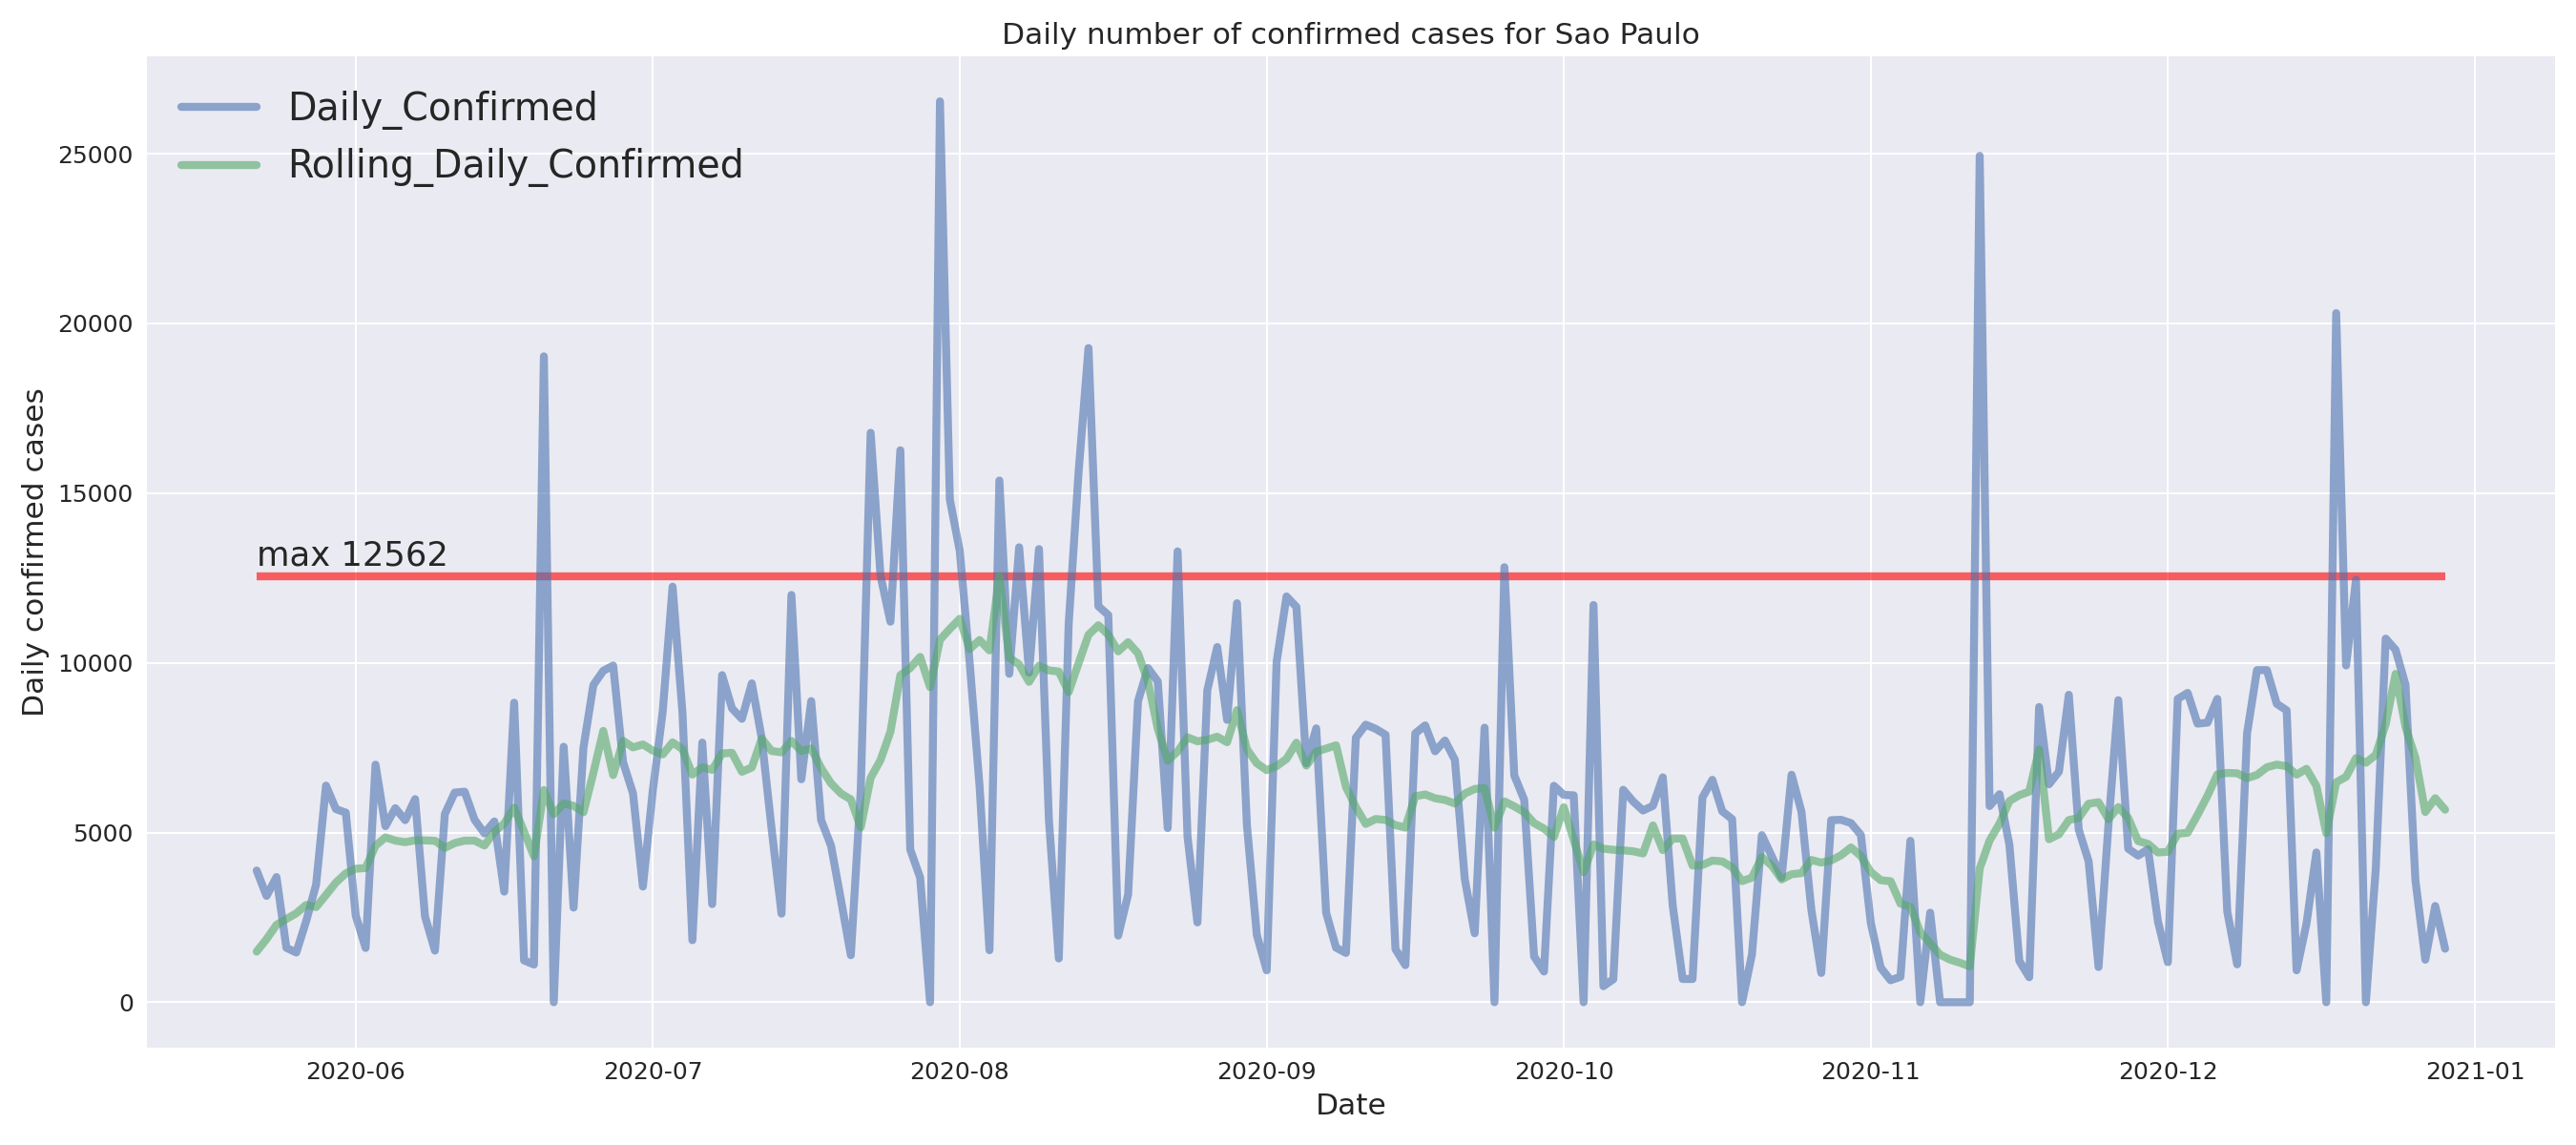 Daily number of confirmed cases for Sao Paulo
Daily_Confirmed
Rolling_Daily_Confirmed
25000
20000
15000
10000
5000
0
max 12562
Daily confirmed cases
2020-06
2020-07
2020-08
2020-09
2020-10
2020-11
2020-12
2021-01
Date